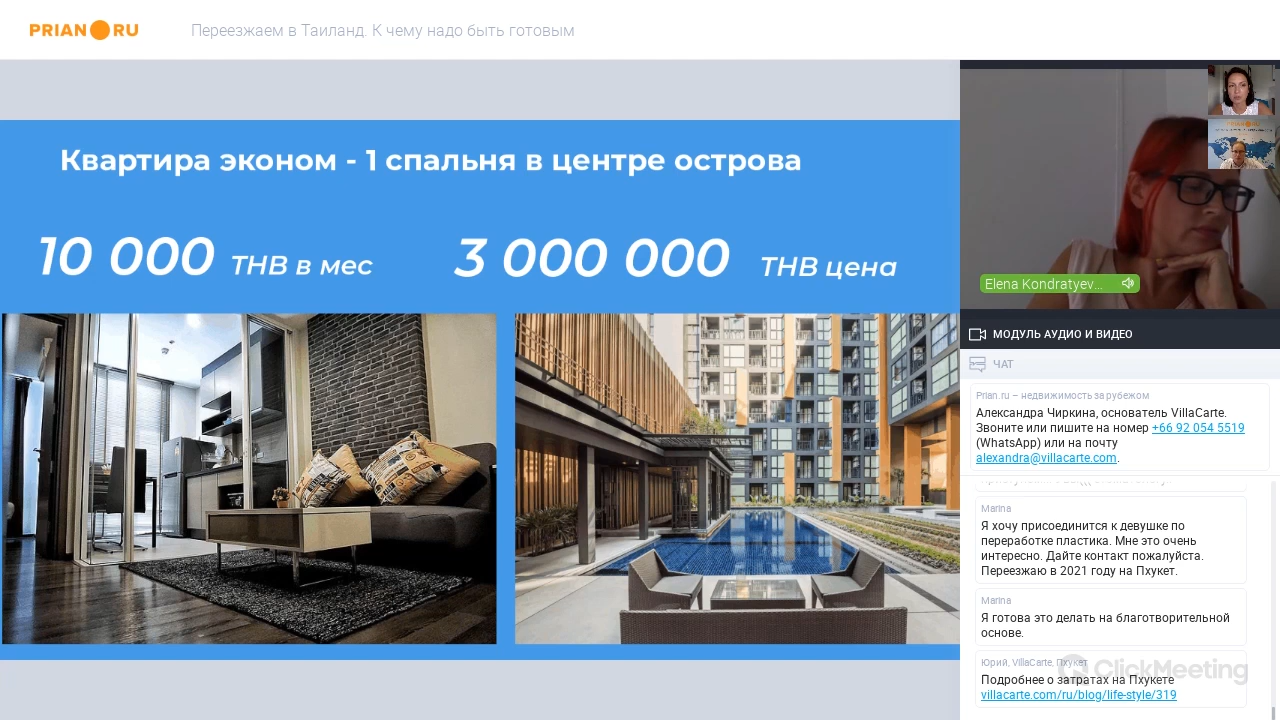 PRIAN RU
Переезжаем в Таиланд. К чему надо быть готовым
Квартира эконом - 1 спальня в центре острова
10 000 ТНВ в мес
3 000 000 ТНВ цена
Elena Kondratyev...
МОДУЛЬ АУДИО И ВИДЕО
ЧАТ
Prian.ru – недвижимость за рубежом
Александра Чиркина, основатель VillaCarte.
Звоните или пишите на номер +66 92 054 5519
(WhatsApp) или на почту
alexandra@villacarte.com.
Marina
Я хочу присоединится к девушке по
переработке пластика. Мне это очень
интересно. Дайте контакт пожалуйста.
Переезжаю в 2021 году на Пхукет.
Marina
Я готова это делать на благотворительной
основе.
Юрий, VillaCarte, Пхукет
ClickMeeting
Подробнее о затратах на Пхукете
villacarte.com/ru/blog/life-style/319